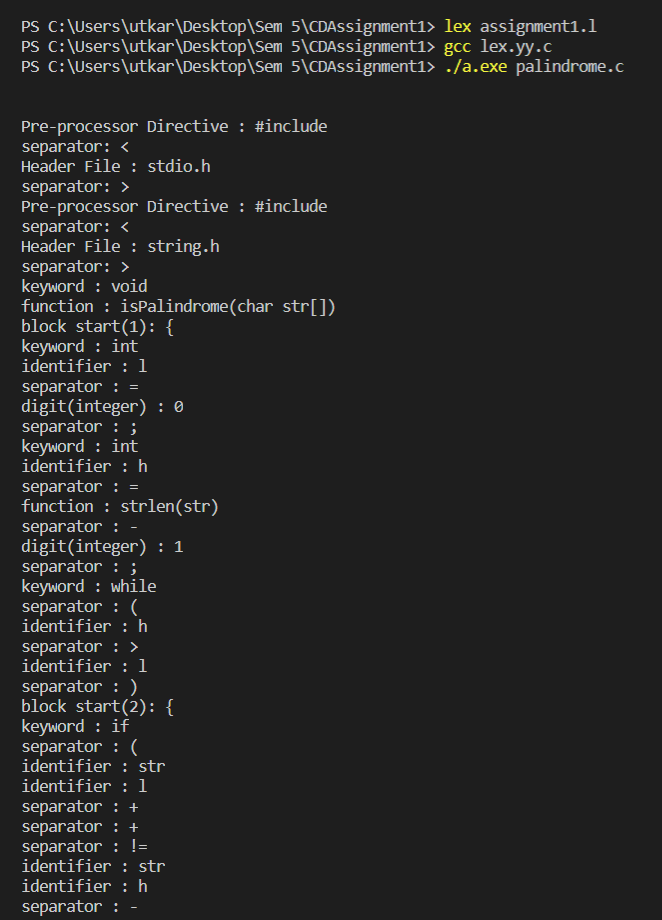 PS C:\Users\utkar\Desktop\Sem 5\CDAssignment1> lex assignment1.l
PS C:\Users\utkar\Desktop\Sem 5\CDAssignment1> gcc lex.yy.c
PS C:\Users\utkar\Desktop\Sem 5\CDAssignment1> ./a.exe palindrome.c
Pre-processor Directive : #include
separator: <
Header File : stdio.h
separator: >
Pre-processor Directive : #include
separator: <
Header File : string.h
separator: >
keyword : void
function : isPalindrome(char str[])
block start(1): {
keyword : int
identifier : l
separator : =
digit(integer) : 0
separator : ;
keyword : int
identifier : h
separator : =
function : strlen(str)
separator : -
digit(integer) : 1
separator : ;
keyword : while
separator : (
identifier : h
separator : >
identifier : l
separator : )
block start(2): {
keyword : if
separator : (
identifier : str
identifier : l
separator : +
separator : +
separator : !=
identifier : str
identifier : h
separator : -